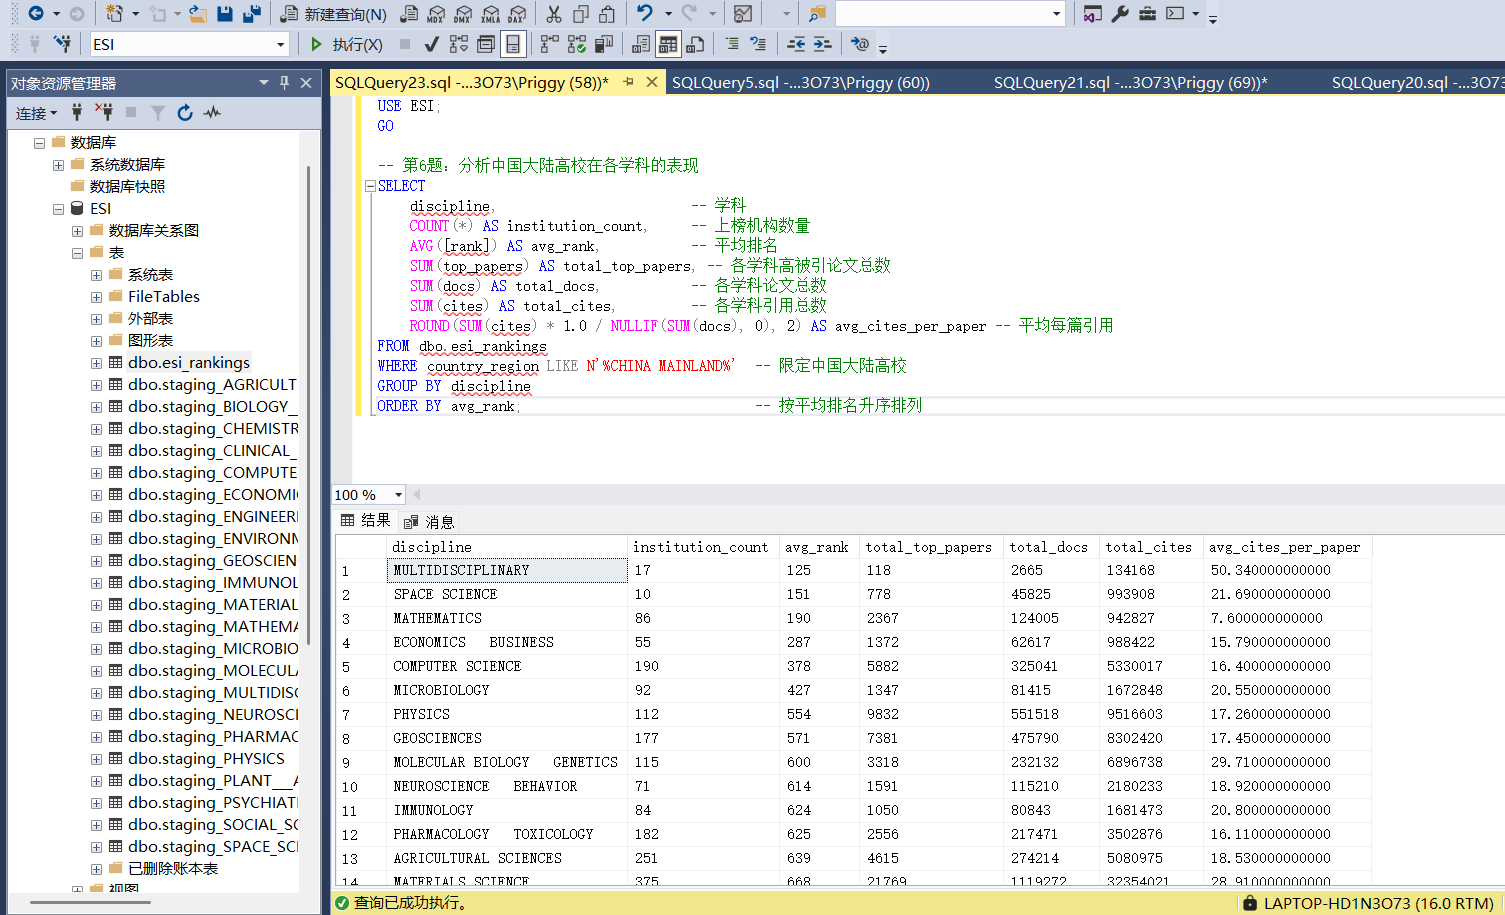 新建查询(N)
MDX DMX XMLA DAX
ESI
执行(X)
对象资源管理器
连接
数据库
系统数据库
数据库快照
ESI
数据库关系图
表
系统表
FileTables
外部表
图形表
dbo.esi_rankings
dbo.staging_AGRICULT
dbo.staging_BIOLOGY__
dbo.staging_CHEMISTR
dbo.staging_CLINICAL_
dbo.staging_COMPUTE
dbo.staging_ECONOMI
dbo.staging_ENGINEERI
dbo.staging_ENVIRONM
dbo.staging_GEOSCIEN
dbo.staging_IMMUNOL
dbo.staging_MATERIAL
dbo.staging_MATHEMA
dbo.staging_MICROBIO
dbo.staging_MOLECULA
dbo.staging_MULTIDISC
dbo.staging_NEUROSCI
dbo.staging_PHARMAC
dbo.staging_PHYSICS
dbo.staging_PLANT___A
dbo.staging_PSYCHIATI
dbo.staging_SOCIAL_SC
dbo.staging_SPACE_SCI
已删除账本表
视图
SQLQuery23.sql -...3O73\Priggy (58))* SQLQuery5.sql -...3O73\Priggy (60)) SQLQuery21.sql -...3O73\Priggy (69))* SQLQuery20.sql -...3O73
USE ESI;
GO
-- 第6题: 分析中国大陆高校在各学科的表现
SELECT
discipline, -- 学科
COUNT(*) AS institution_count, -- 上榜机构数量
AVG([rank]) AS avg_rank, -- 平均排名
SUM(top_papers) AS total_top_papers, -- 各学科高被引论文总数
SUM(docs) AS total_docs, -- 各学科论文总数
SUM(cites) AS total_cites, -- 各学科引用总数
ROUND(SUM(cites) * 1.0 / NULLIF(SUM(docs), 0), 2) AS avg_cites_per_paper -- 平均每篇引用
FROM dbo.esi_rankings
WHERE country_region LIKE N'%CHINA MAINLAND%' -- 限定中国大陆高校
GROUP BY discipline
ORDER BY avg_rank; -- 按平均排名升序排列
100 %
结果 消息
discipline institution_count avg_rank total_top_papers total_docs total_cites avg_cites_per_paper
1 MULTIDISCIPLINARY 17 125 118 2665 134168 50.340000000000
2 SPACE SCIENCE 10 151 778 45825 993908 21.690000000000
3 MATHEMATICS 86 190 2367 124005 942827 7.600000000000
4 ECONOMICS   BUSINESS 55 287 1372 62617 988422 15.790000000000
5 COMPUTER SCIENCE 190 378 5882 325041 5330017 16.400000000000
6 MICROBIOLOGY 92 427 1347 81415 1672848 20.550000000000
7 PHYSICS 112 554 9832 551518 9516603 17.260000000000
8 GEOSCIENCES 177 571 7381 475790 8302420 17.450000000000
9 MOLECULAR BIOLOGY   GENETICS 115 600 3318 232132 6896738 29.710000000000
10 NEUROSCIENCE   BEHAVIOR 71 614 1591 115210 2180233 18.920000000000
11 IMMUNOLOGY 84 624 1050 80843 1681473 20.800000000000
12 PHARMACOLOGY   TOXICOLOGY 182 625 2556 217471 3502876 16.110000000000
13 AGRICULTURAL SCIENCES 251 639 4615 274214 5080975 18.530000000000
14 MATERIALS SCIENCE 375 668 21769 1119272 32354021 28.910000000000
查询已成功执行。
LAPTOP-HD1N3O73 (16.0 RTM)